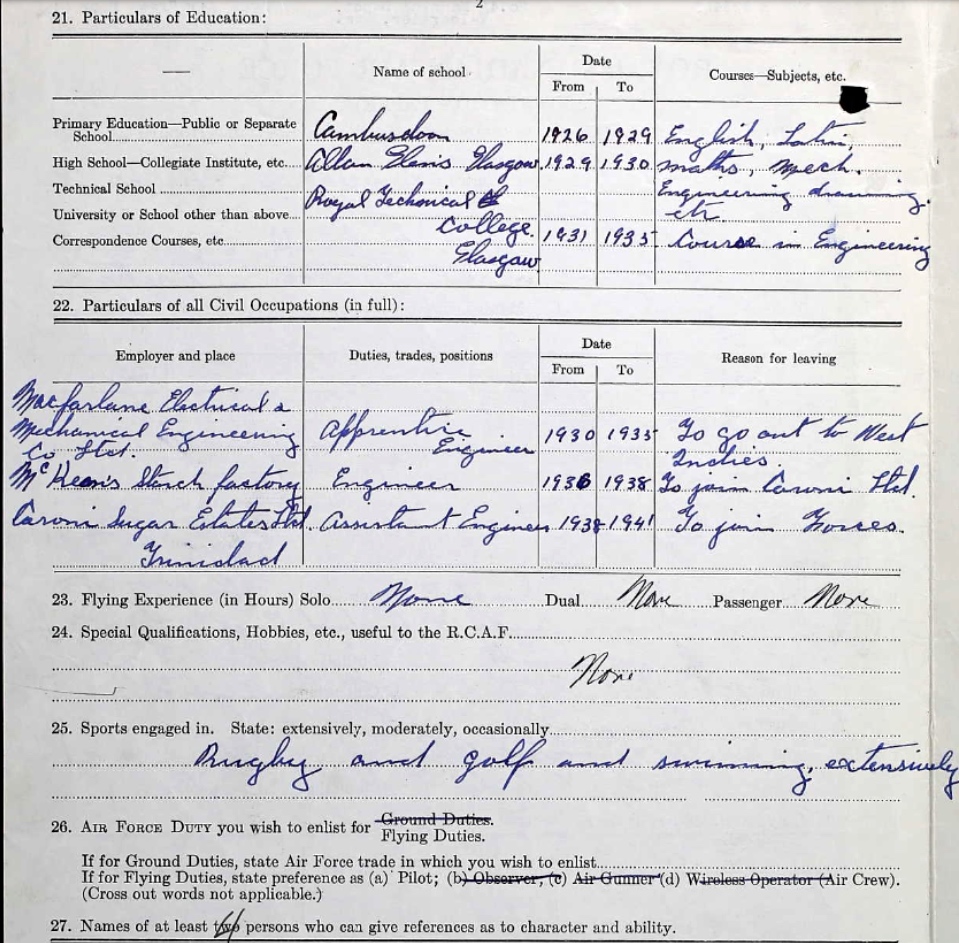 2
21. Particulars of Education:
— Name of school Date Courses—Subjects, etc.
From To
Primary Education—Public or Separate School Cambusdoon 1926 1929 English, Latin,
High School—Collegiate Institute, etc. Allan Glen's Glasgow. 1929 1930 maths, mech.
Technical School Royal Techonical Engineering drawing.
University or School other than above College. etc
Correspondence Courses, etc. Glasgow 1931 1935 Course in Engineering
22. Particulars of all Civil Occupations (in full):
Employer and place Duties, trades, positions Date Reason for leaving
From To
Macfarlane Electrical &
Mechanical Engineering Apprentice Engineer 1930 1935 To go out to West
Co Ltd. Indies.
McKean's Starch factory Engineer 1936 1938 To join Caroni Ltd.
Caroni Sugar Estates Ltd. Assistant Engineer 1938 1941 To join Forces.
Trinidad
23. Flying Experience (in Hours) Solo None Dual None Passenger None
24. Special Qualifications, Hobbies, etc., useful to the R.C.A.F.
None
25. Sports engaged in. State: extensively, moderately, occasionally
Rugby and golf and swimming, extensively
26. AIR FORCE DUTY you wish to enlist for Ground Duties.
Flying Duties.
If for Ground Duties, state Air Force trade in which you wish to enlist
If for Flying Duties, state preference as (a) Pilot; (b) Observer; (c) Air Gunner (d) Wireless Operator (Air Crew).
(Cross out words not applicable.)
27. Names of at least two persons who can give references as to character and ability.